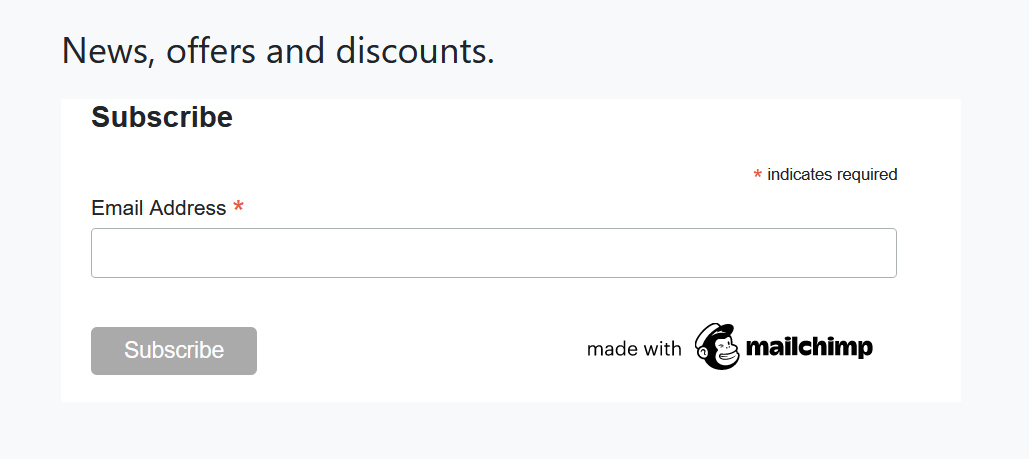 News, offers and discounts.
Subscribe
* indicates required
Email Address *
Subscribe
made with mailchimp